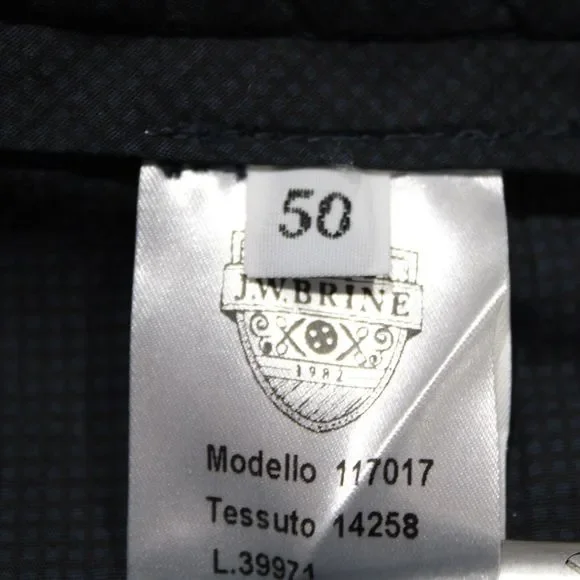 50
J.W.BRINE
1982
Modello 117017
Tessuto 14258
L.39971